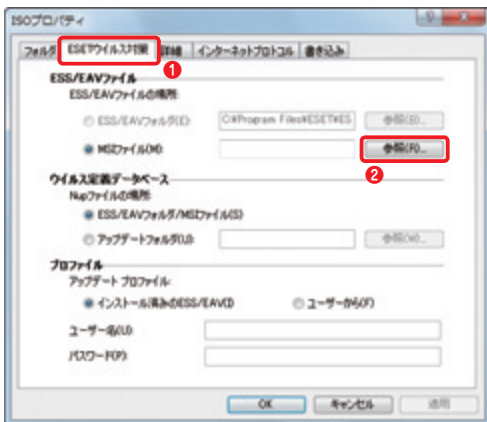 ISOプロパティ
フォルダ ESETウイルス対策 詳細 インターネットプロトコル 書き込み
1
ESS/EAVファイル
ESS/EAVファイルの場所
ESS/EAVフォルダ(E) C:¥Program Files¥ESET¥ES 参照(B)...
MSIファイル(M) 参照(R)...
2
ウイルス定義データベース
Nupファイルの場所
ESS/EAVフォルダ/MSIファイル(S)
アップデートフォルダ(U) 参照(W)...
プロファイル
アップデート プロファイル:
インストール済みのESS/EAV(I) ユーザーから(F)
ユーザー名(U)
パスワード(P)
OK キャンセル 適用